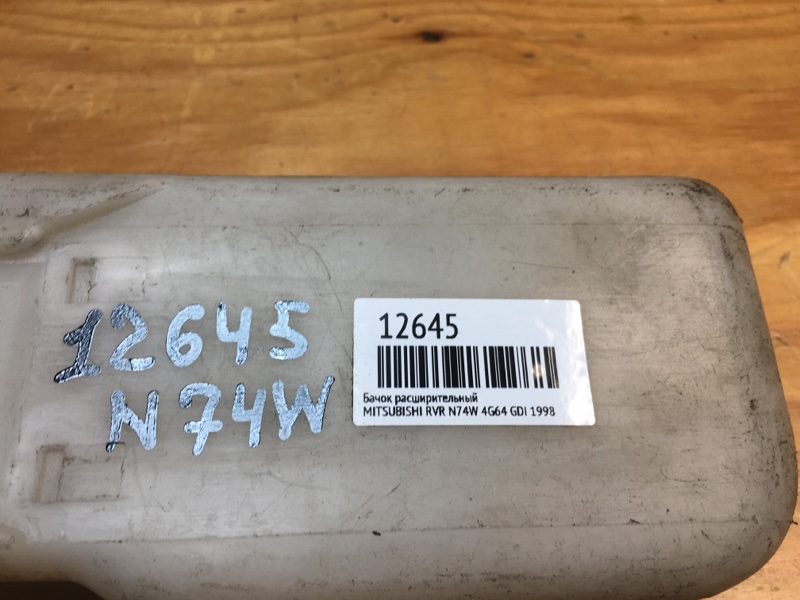 12645
N74W
12645
Бачок расширительный
MITSUBISHI RVR N74W 4G64 GDI 1998